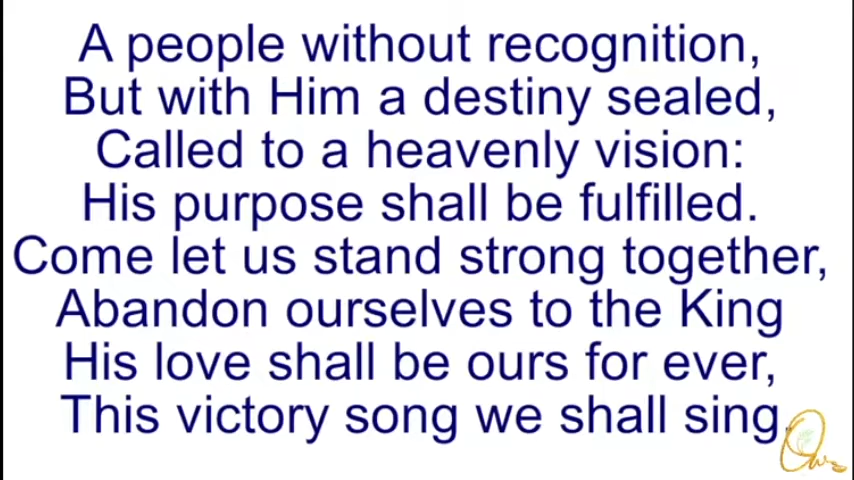 A people without recognition,
But with Him a destiny sealed,
Called to a heavenly vision:
His purpose shall be fulfilled.
Come let us stand strong together,
Abandon ourselves to the King
His love shall be ours for ever,
This victory song we shall sing.